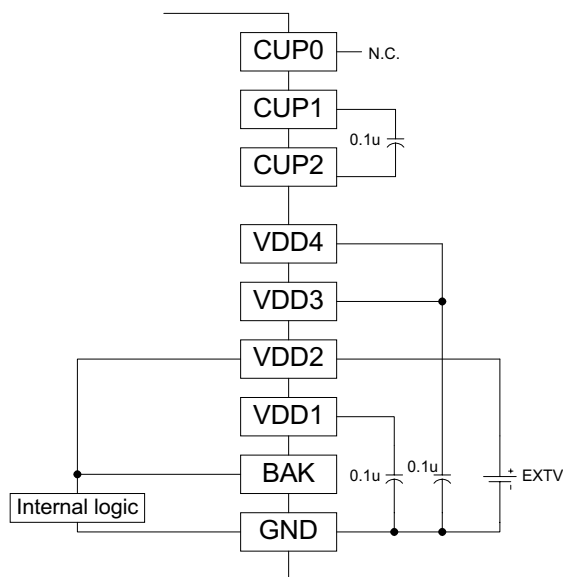 CUP0
N.C.
CUP1
0.1u
CUP2
VDD4
VDD3
VDD2
VDD1
BAK
0.1u
0.1u
+
EXTV
-
Internal logic
GND